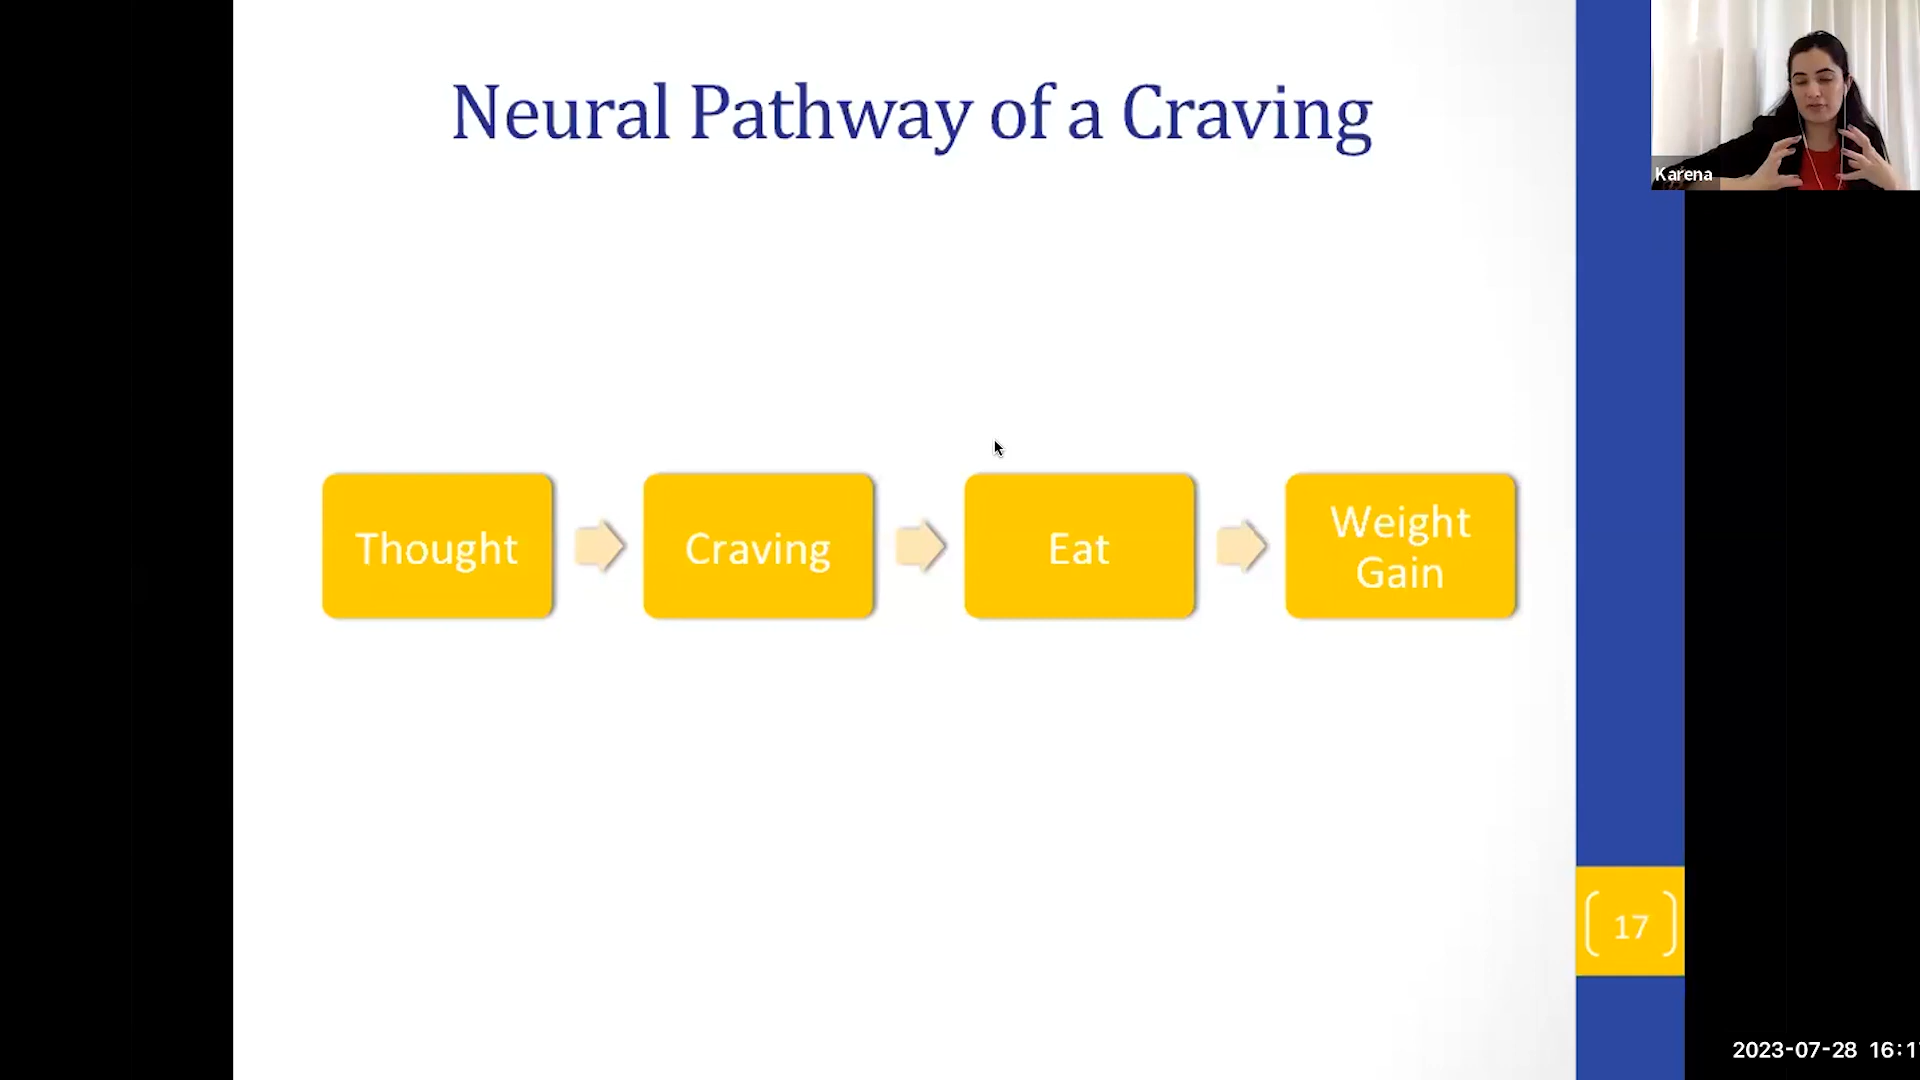 Neural Pathway of a Craving
Karena
Thought
Craving
Eat
Weight
Gain
17
2023-07-28 16:1